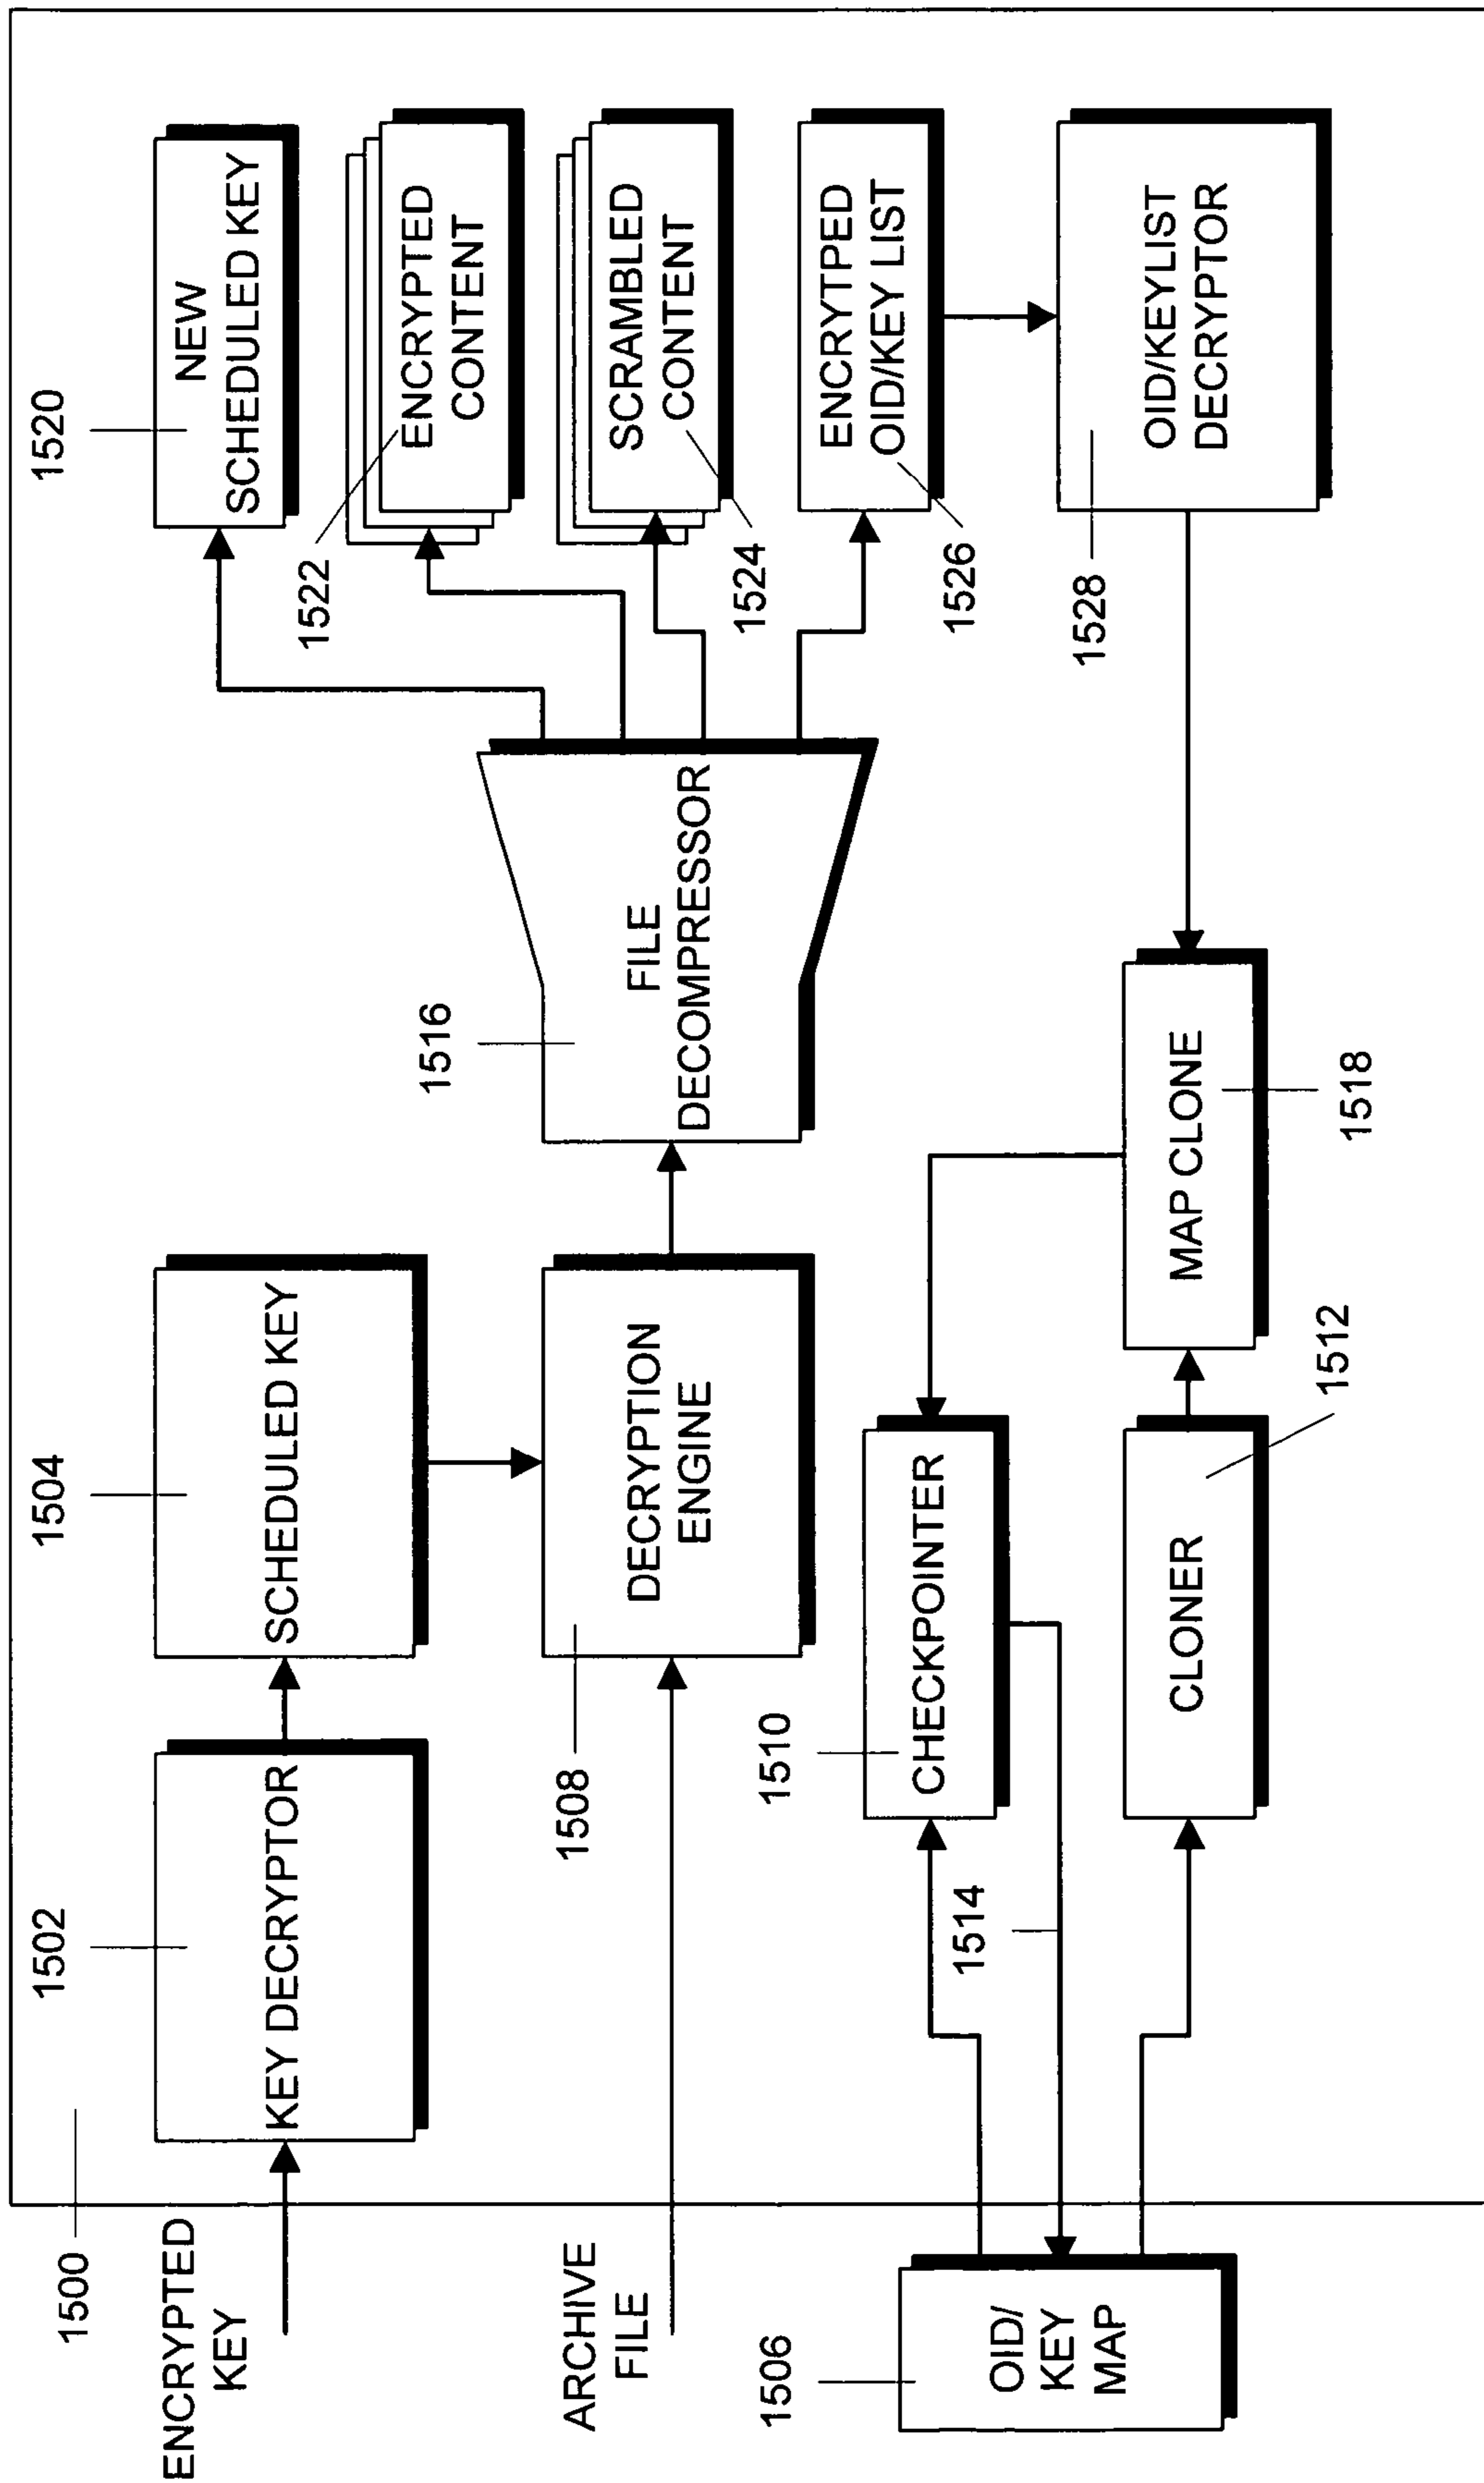 1500
ENCRYPTED
KEY
1502
KEY DECRYPTOR
1504
SCHEDULED KEY
1520
NEW
SCHEDULED KEY
1522
ENCRYPTED
CONTENT
ARCHIVE
FILE
1508
DECRYPTION
ENGINE
1516
FILE
DECOMPRESSOR
1524
SCRAMBLED
CONTENT
1526
ENCRYTPED
OID/KEY LIST
1506
OID/
KEY
MAP
1510
CHECKPOINTER
1514
1512
CLONER
1518
MAP CLONE
1528
OID/KEYLIST
DECRYPTOR